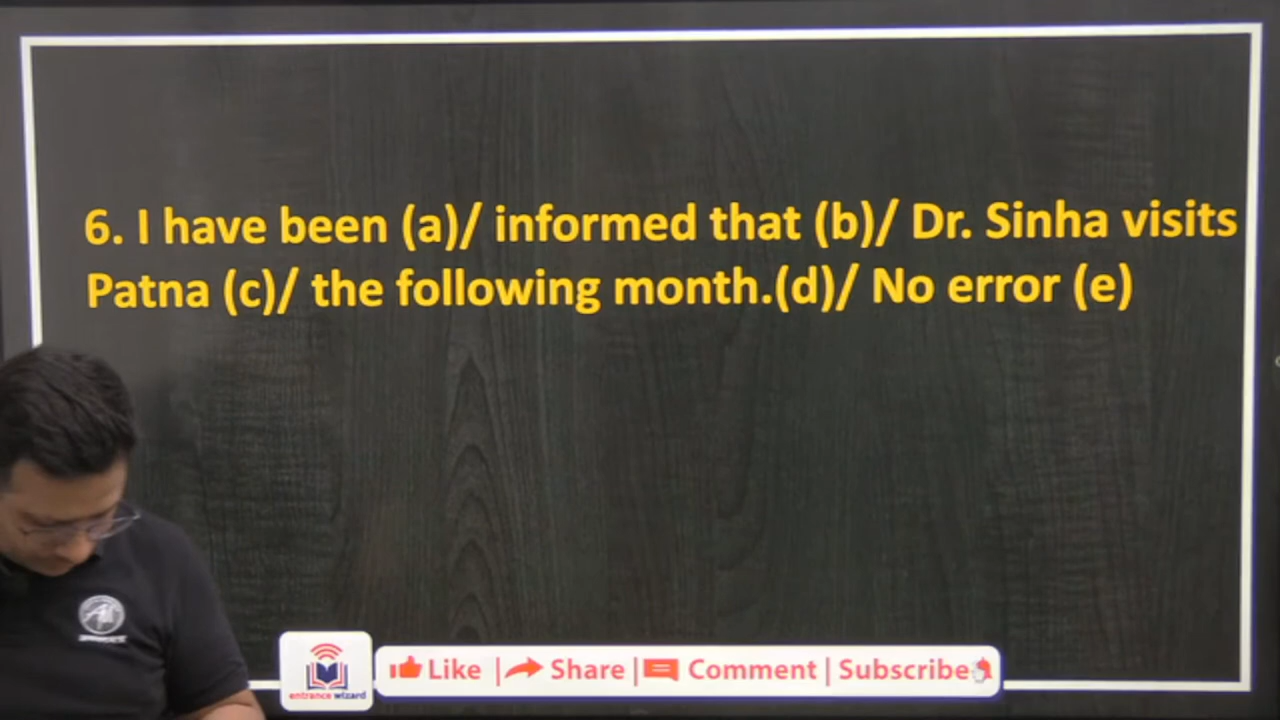 6. I have been (a)/ informed that (b)/ Dr. Sinha visits
Patna (c)/ the following month.(d)/ No error (e)
entrance wizard
Like | Share | Comment | Subscribe